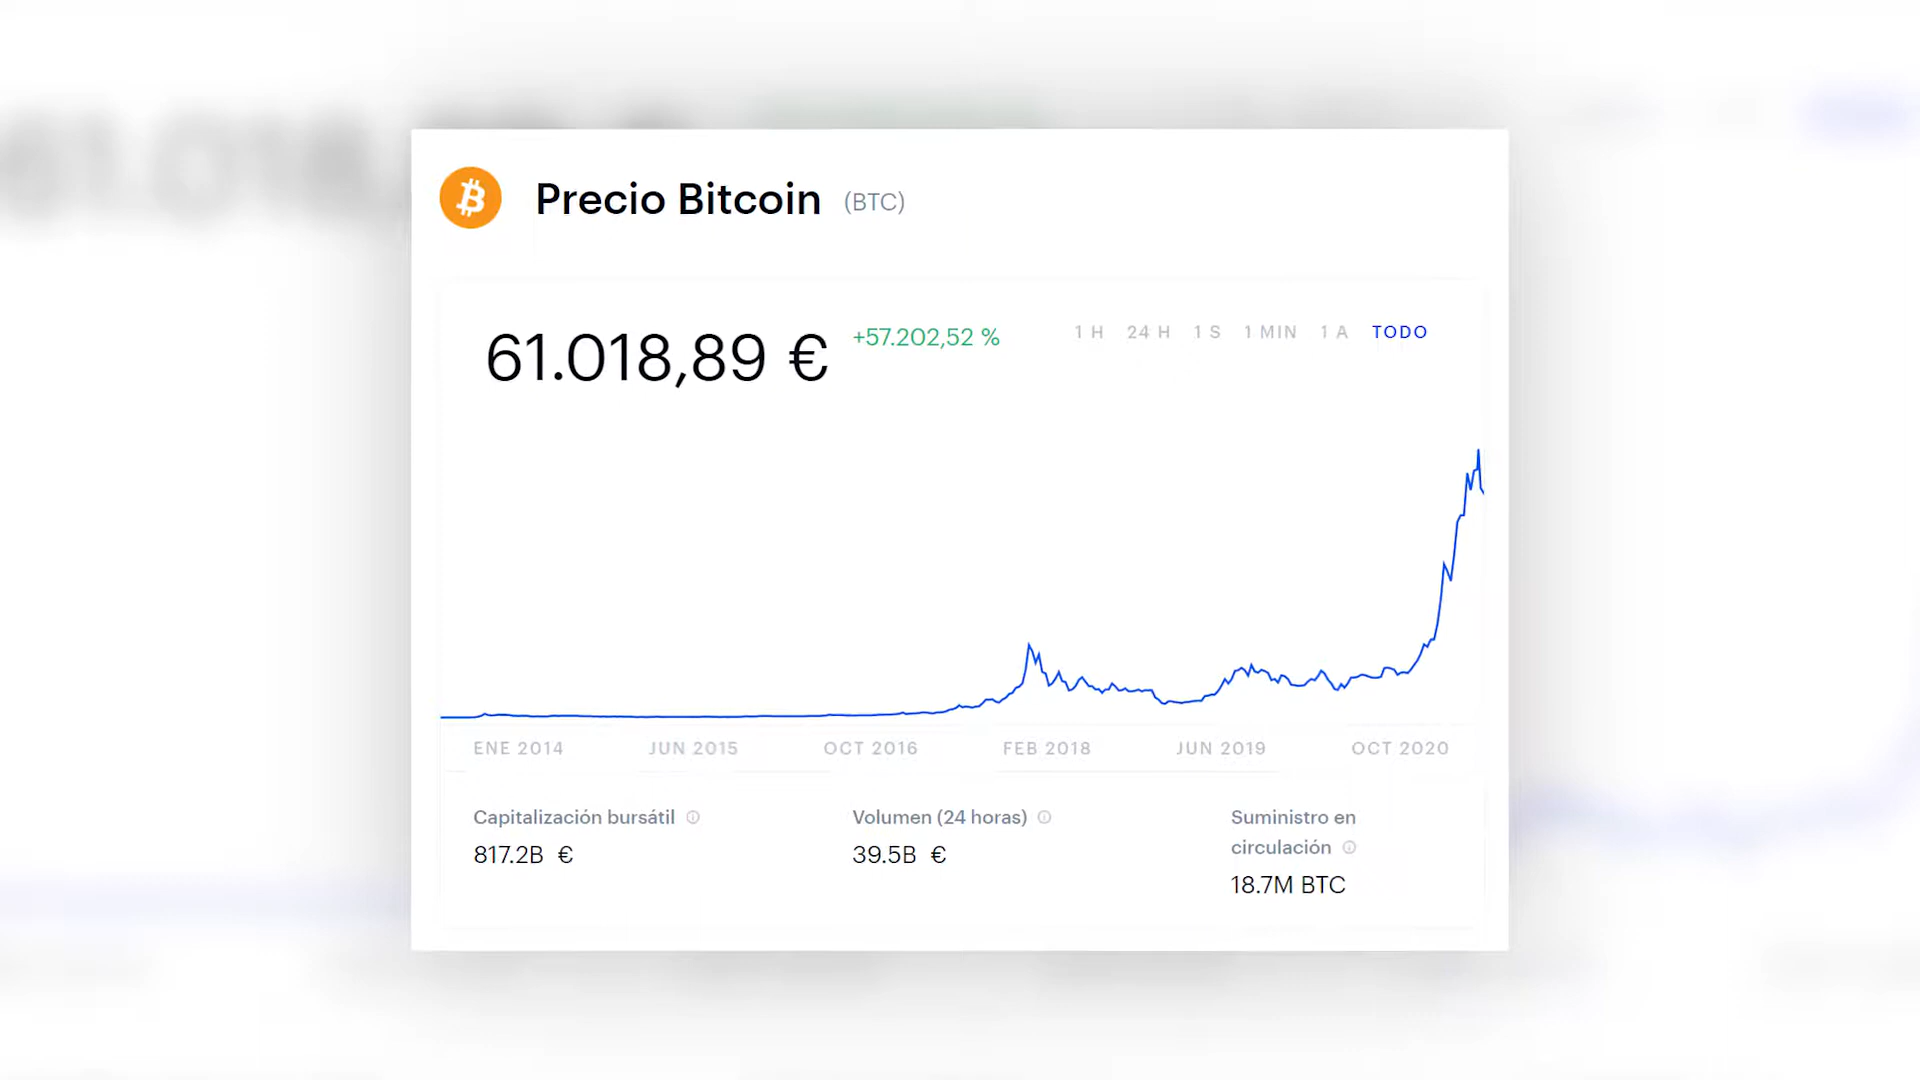 Precio Bitcoin (BTC)
61.018,89 € +57.202,52 % 1 H 24 H 1 S 1 MIN 1 A TODO
ENE 2014 JUN 2015 OCT 2016 FEB 2018 JUN 2019 OCT 2020
Capitalización bursátil
817.2B €
Volumen (24 horas)
39.5B €
Suministro en
circulación
18.7M BTC